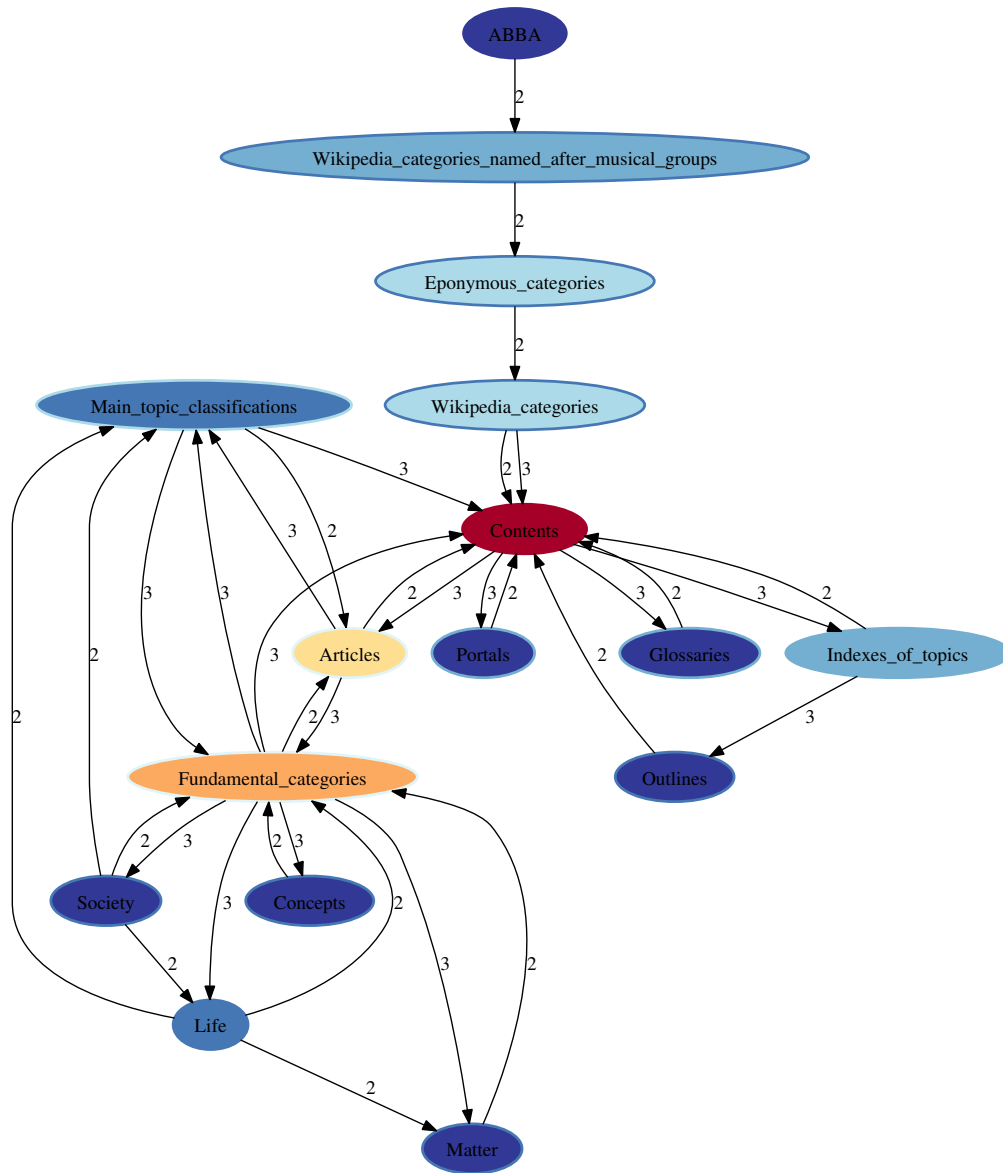 ABBA
2
Wikipedia_categories_named_after_musical_groups
2
Eponymous_categories
2
Main_topic_classifications
Wikipedia_categories
3
2
3
3
2
3
3
2
3
3
2
3
2
2
3
2
Articles
Portals
Glossaries
Indexes_of_topics
2
3
2
3
Fundamental_categories
Outlines
2
3
2
3
Society
Concepts
3
2
2
3
2
Life
2
Matter